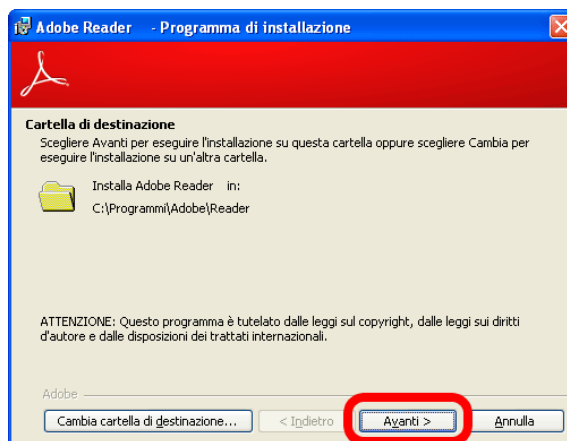 Adobe Reader - Programma di installazione
Cartella di destinazione
Scegliere Avanti per eseguire l'installazione su questa cartella oppure scegliere Cambia per
eseguire l'installazione su un'altra cartella.
Installa Adobe Reader in:
C:\Programmi\Adobe\Reader
ATTENZIONE: Questo programma è tutelato dalle leggi sul copyright, dalle leggi sui diritti
d'autore e dalle disposizioni dei trattati internazionali.
Adobe
Cambia cartella di destinazione... < Indietro Avanti > Annulla